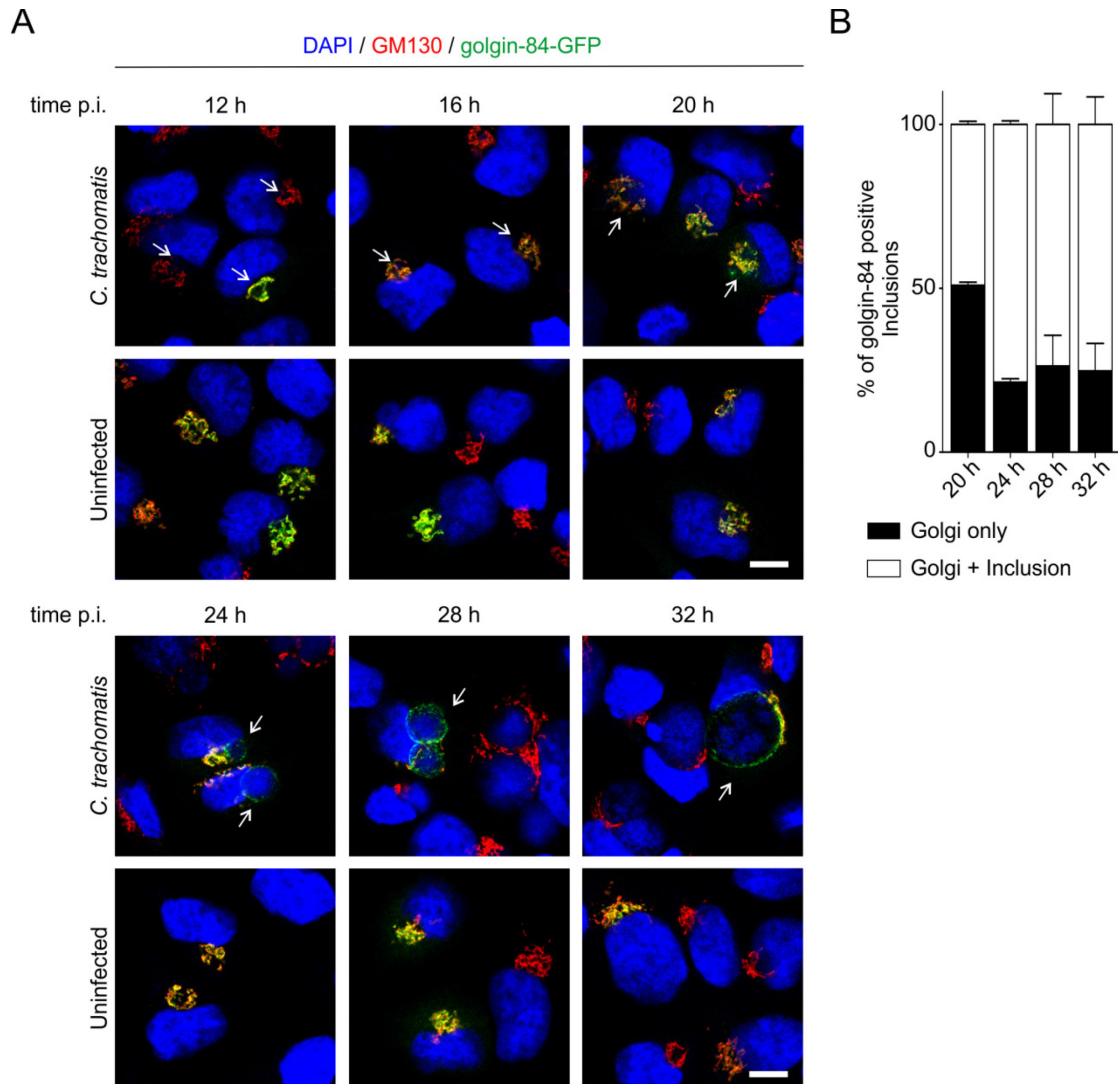 A
DAPI / GM130 / golgin-84-GFP
time p.i.
12 h
16 h
20 h
C. trachomatis
Uninfected
time p.i.
24 h
28 h
32 h
C. trachomatis
Uninfected
B
% of golgin-84 positive
Inclusions
100
50
0
20 h
24 h
28 h
32 h
Golgi only
Golgi + Inclusion